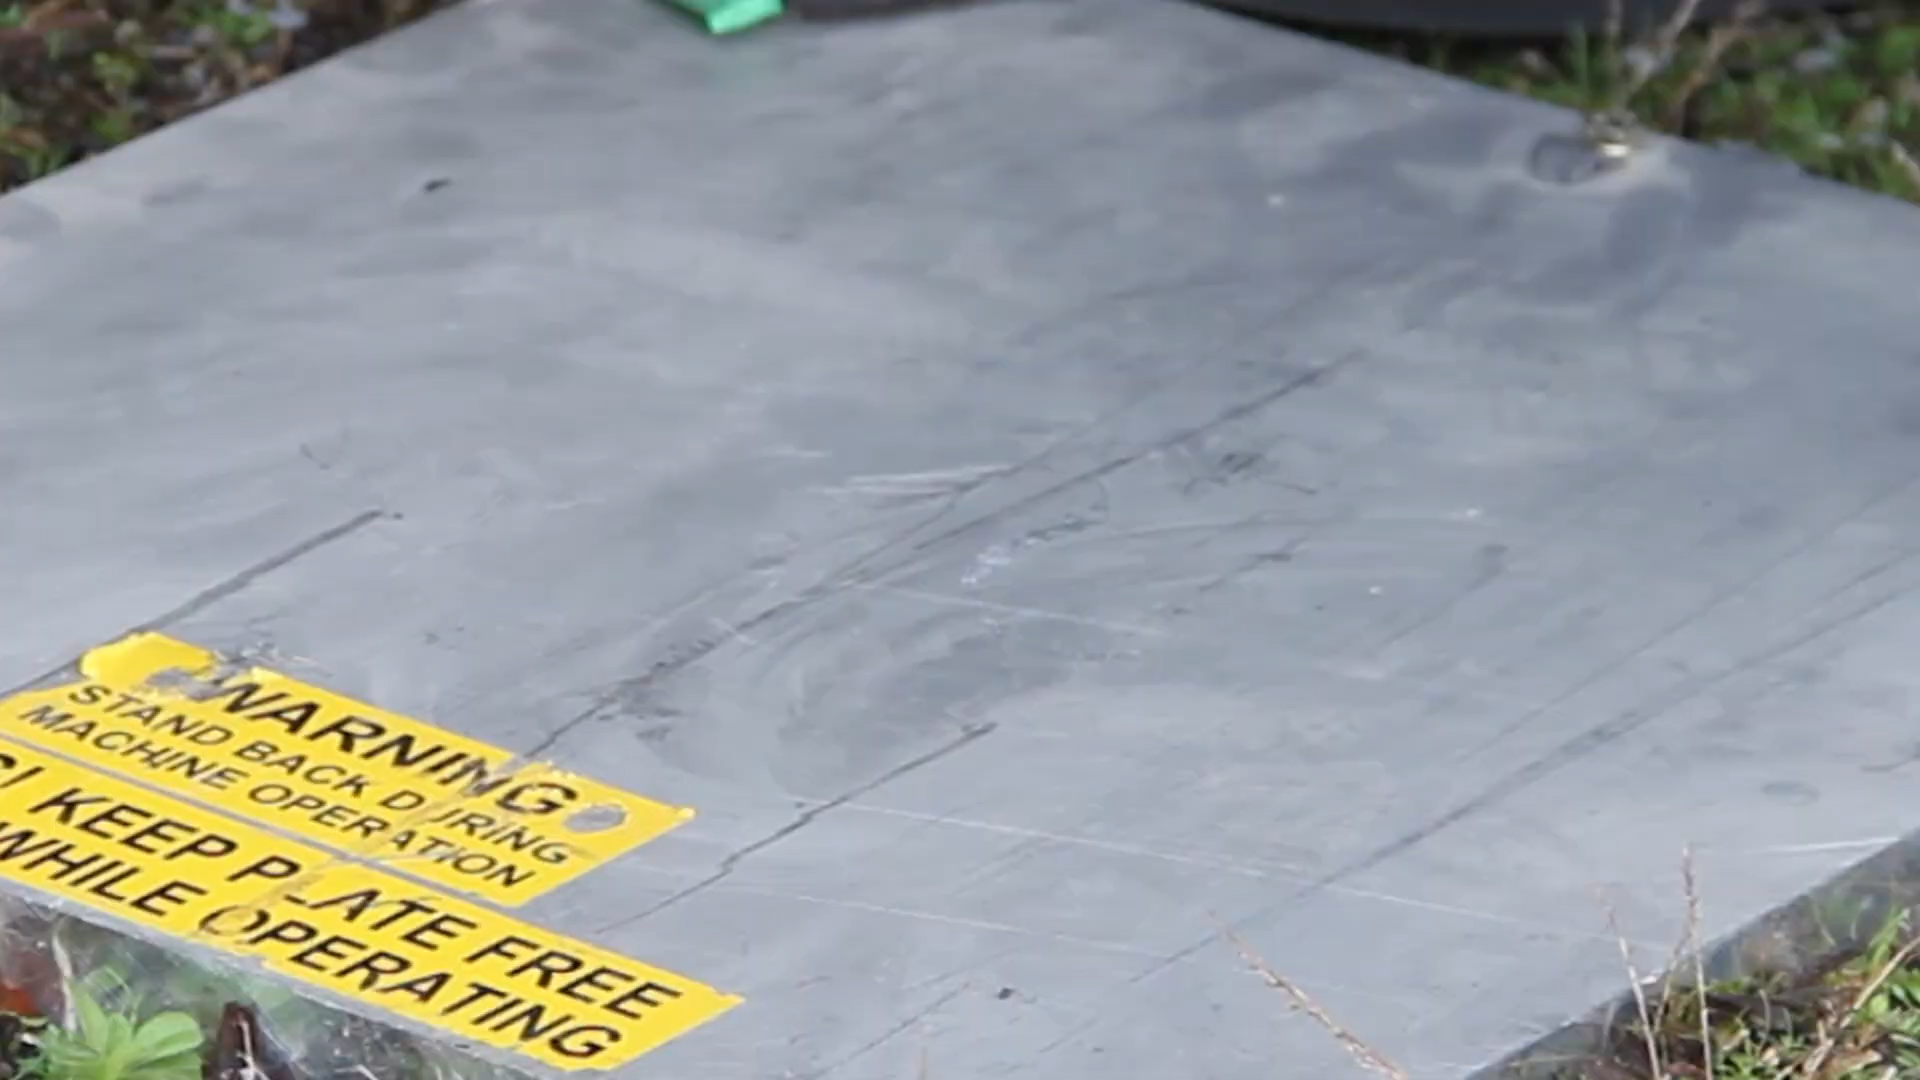 WARNING
STAND BACK DURING
MACHINE OPERATION
KEEP PLATE FREE
WHILE OPERATING